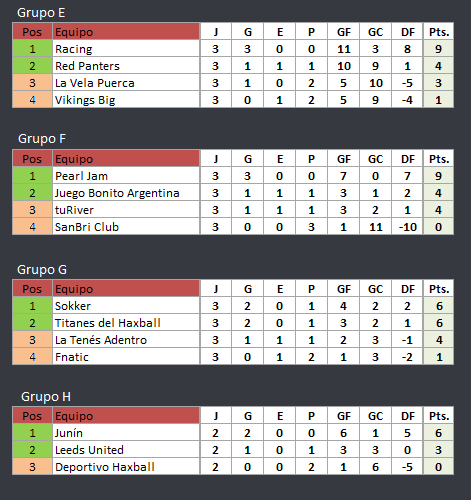 Grupo E
Pos Equipo J G E P GF GC DF Pts.
1 Racing 3 3 0 0 11 3 8 9
2 Red Panters 3 1 1 1 10 9 1 4
3 La Vela Puerca 3 1 0 2 5 10 -5 3
4 Vikings Big 3 0 1 2 5 9 -4 1
Grupo F
Pos Equipo J G E P GF GC DF Pts.
1 Pearl Jam 3 3 0 0 7 0 7 9
2 Juego Bonito Argentina 3 1 1 1 3 1 2 4
3 tuRiver 3 1 1 1 3 2 1 4
4 SanBri Club 3 0 0 3 1 11 -10 0
Grupo G
Pos Equipo J G E P GF GC DF Pts.
1 Sokker 3 2 0 1 4 2 2 6
2 Titanes del Haxball 3 2 0 1 3 2 1 6
3 La Tenés Adentro 3 1 1 1 2 3 -1 4
4 Fnatic 3 0 1 2 1 3 -2 1
Grupo H
Pos Equipo J G E P GF GC DF Pts.
1 Junín 2 2 0 0 6 1 5 6
2 Leeds United 2 1 0 1 3 3 0 3
3 Deportivo Haxball 2 0 0 2 1 6 -5 0